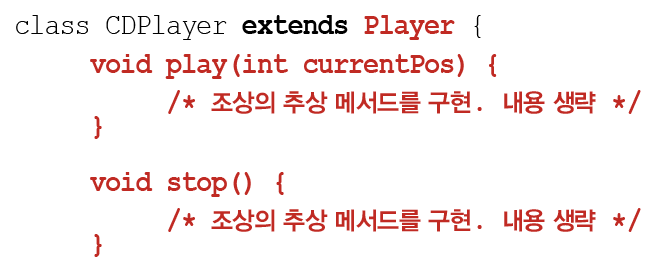 class CDPlayer extends Player {
void play(int currentPos) {
/* 조상의 추상 메서드를 구현. 내용 생략 */
}
void stop() {
/* 조상의 추상 메서드를 구현. 내용 생략 */
}